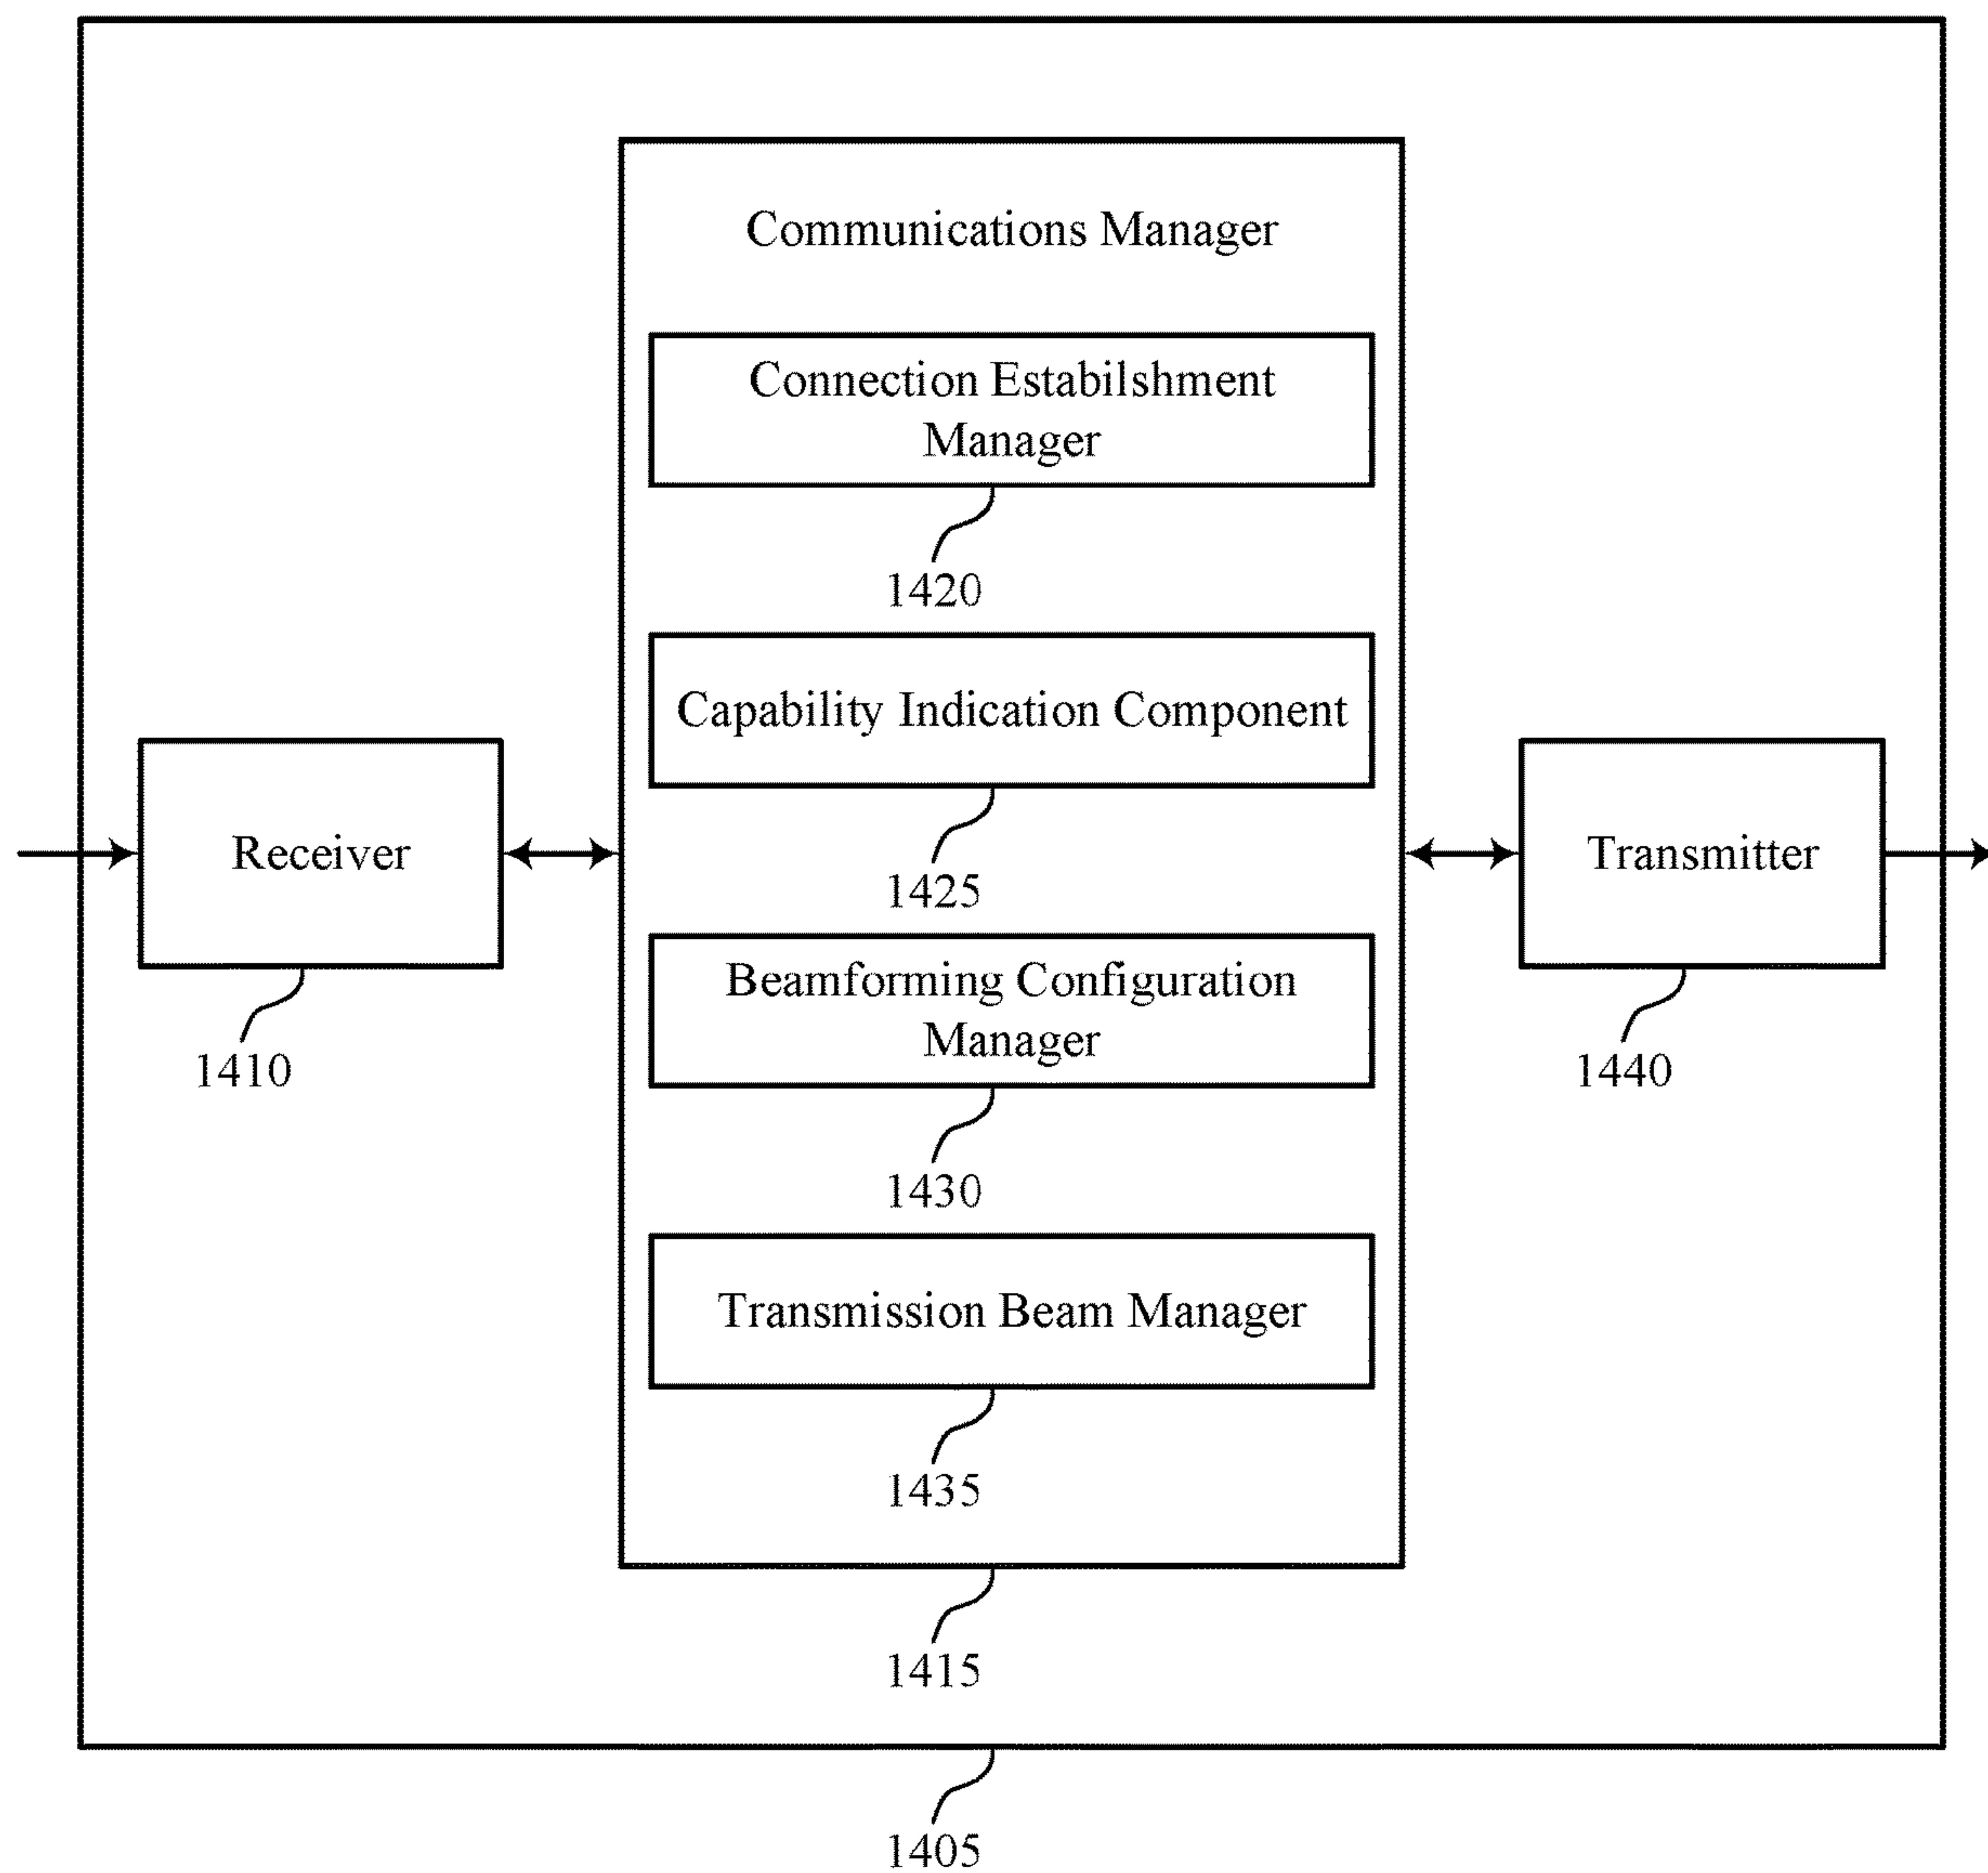 Communications Manager
Connection Estabilshment
Manager
1420
Capability Indication Component
1425
Receiver
1410
Transmitter
1440
Beamforming Configuration
Manager
1430
Transmission Beam Manager
1435
1415
1405